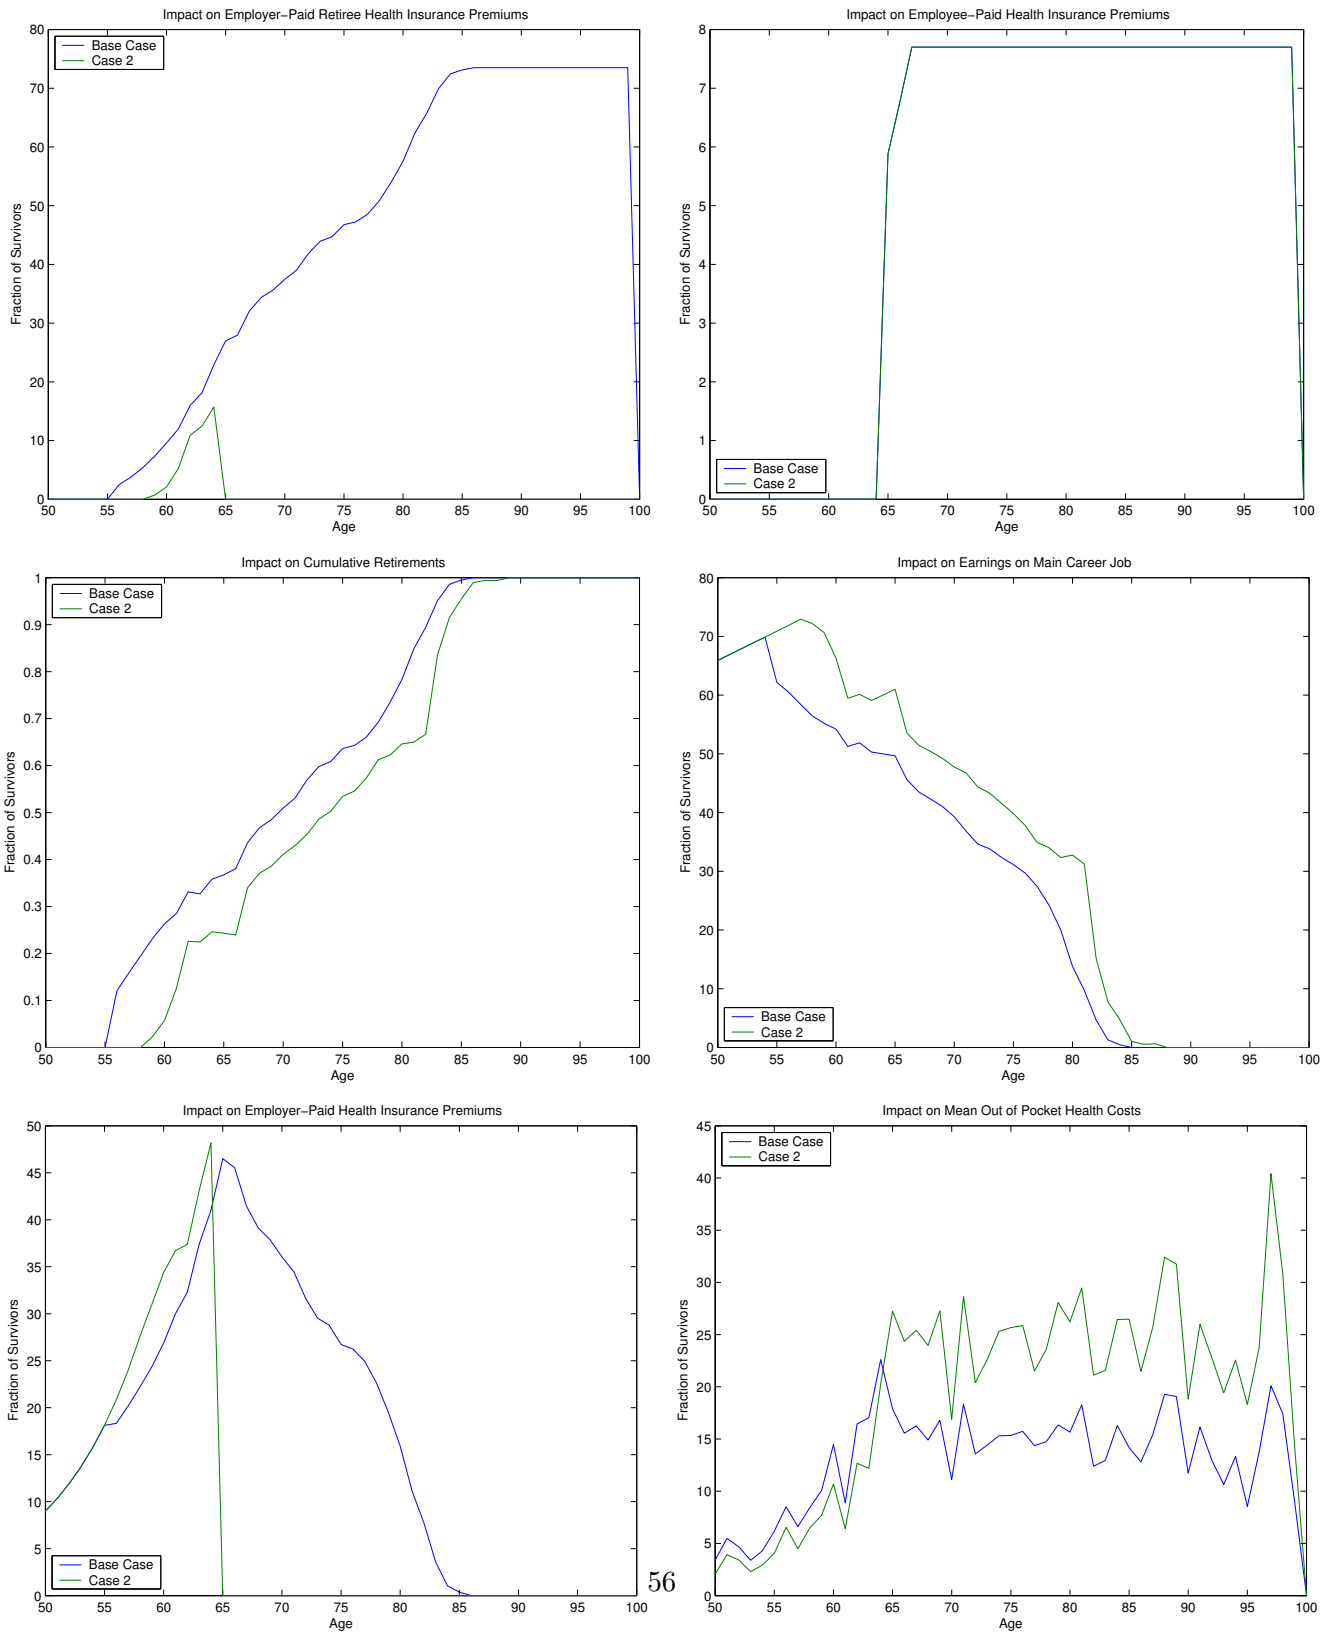 Impact on Employer−Paid Retiree Health Insurance Premiums
80
70
60
50
40
30
20
10
0
Fraction of Survivors
Base Case
Case 2
50 55 60 65 70 75 80 85 90 95 100
Age
Impact on Employee−Paid Health Insurance Premiums
8
7
6
5
4
3
2
1
0
Fraction of Survivors
Base Case
Case 2
50 55 60 65 70 75 80 85 90 95 100
Age
Impact on Cumulative Retirements
1
0.9
0.8
0.7
0.6
0.5
0.4
0.3
0.2
0.1
0
Fraction of Survivors
Base Case
Case 2
50 55 60 65 70 75 80 85 90 95 100
Age
Impact on Earnings on Main Career Job
80
70
60
50
40
30
20
10
0
Fraction of Survivors
Base Case
Case 2
50 55 60 65 70 75 80 85 90 95 100
Age
Impact on Employer−Paid Health Insurance Premiums
50
45
40
35
30
25
20
15
10
5
0
Fraction of Survivors
Base Case
Case 2
50 55 60 65 70 75 80 85 90 95 100
Age
Impact on Mean Out of Pocket Health Costs
45
40
35
30
25
20
15
10
5
0
Fraction of Survivors
Base Case
Case 2
50 55 60 65 70 75 80 85 90 95 100
Age
56